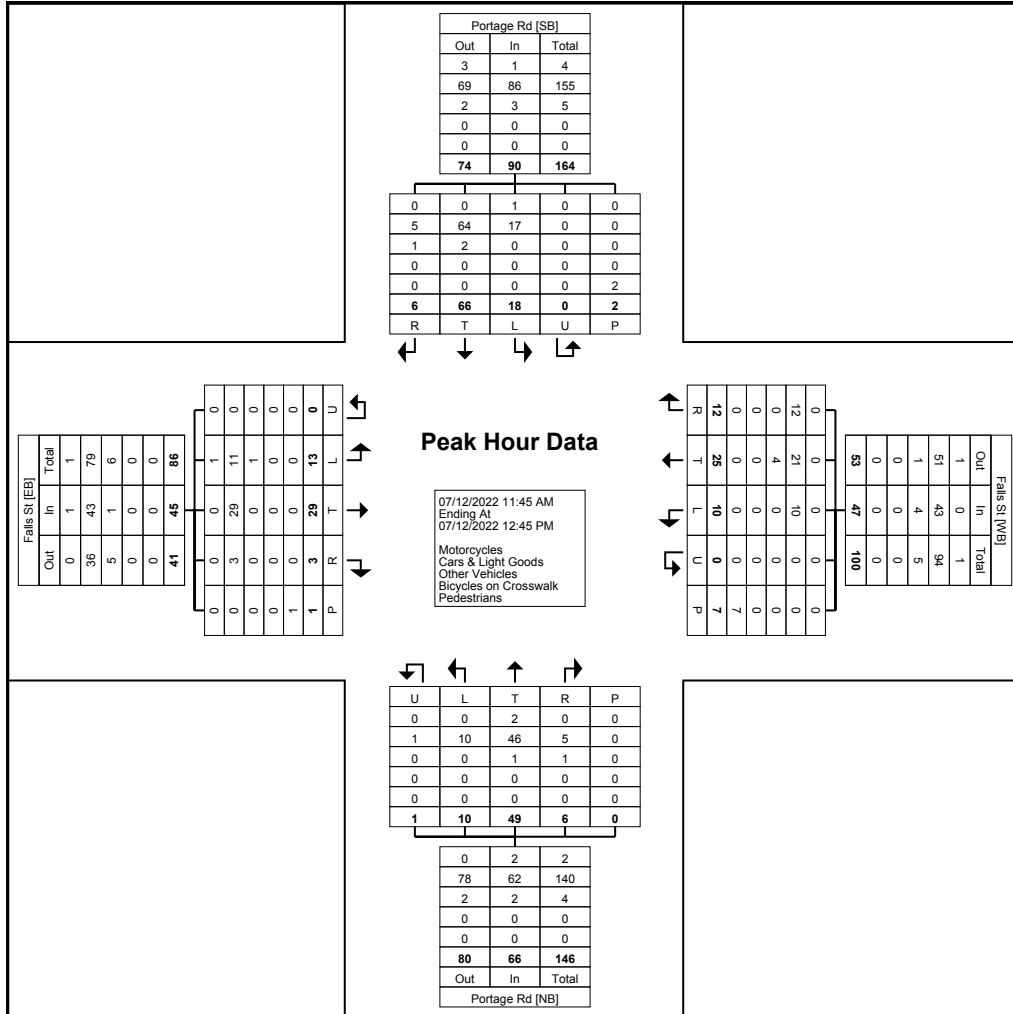 Portage Rd [SB]
Out In Total
3 1 4
69 86 155
2 3 5
0 0 0
0 0 0
74 90 164
0 0 1 0 0
5 64 17 0 0
1 2 0 0 0
0 0 0 0 0
0 0 0 0 2
6 66 18 0 2
R T L U P
Falls St [EB]
Out In Total
0 1 1
36 43 79
5 1 6
0 0 0
0 0 0
41 45 86
0 0 0 1 0
0 3 29 11 0
0 0 0 1 0
0 0 0 0 0
1 0 0 0 0
1 3 29 13 0
P R T L U
Peak Hour Data
07/12/2022 11:45 AM
Ending At
07/12/2022 12:45 PM
Motorcycles
Cars & Light Goods
Other Vehicles
Bicycles on Crosswalk
Pedestrians
Falls St [WB]
Out In Total
1 0 1
51 43 94
1 4 5
0 0 0
0 0 0
53 47 100
0 0 0 0 0
12 21 10 0 0
0 4 0 0 0
0 0 0 0 0
0 0 0 0 7
12 25 10 0 7
R T L U P
U L T R P
0 0 2 0 0
1 10 46 5 0
0 0 1 1 0
0 0 0 0 0
0 0 0 0 0
1 10 49 6 0
0 2 2
78 62 140
2 2 4
0 0 0
0 0 0
80 66 146
Out In Total
Portage Rd [NB]